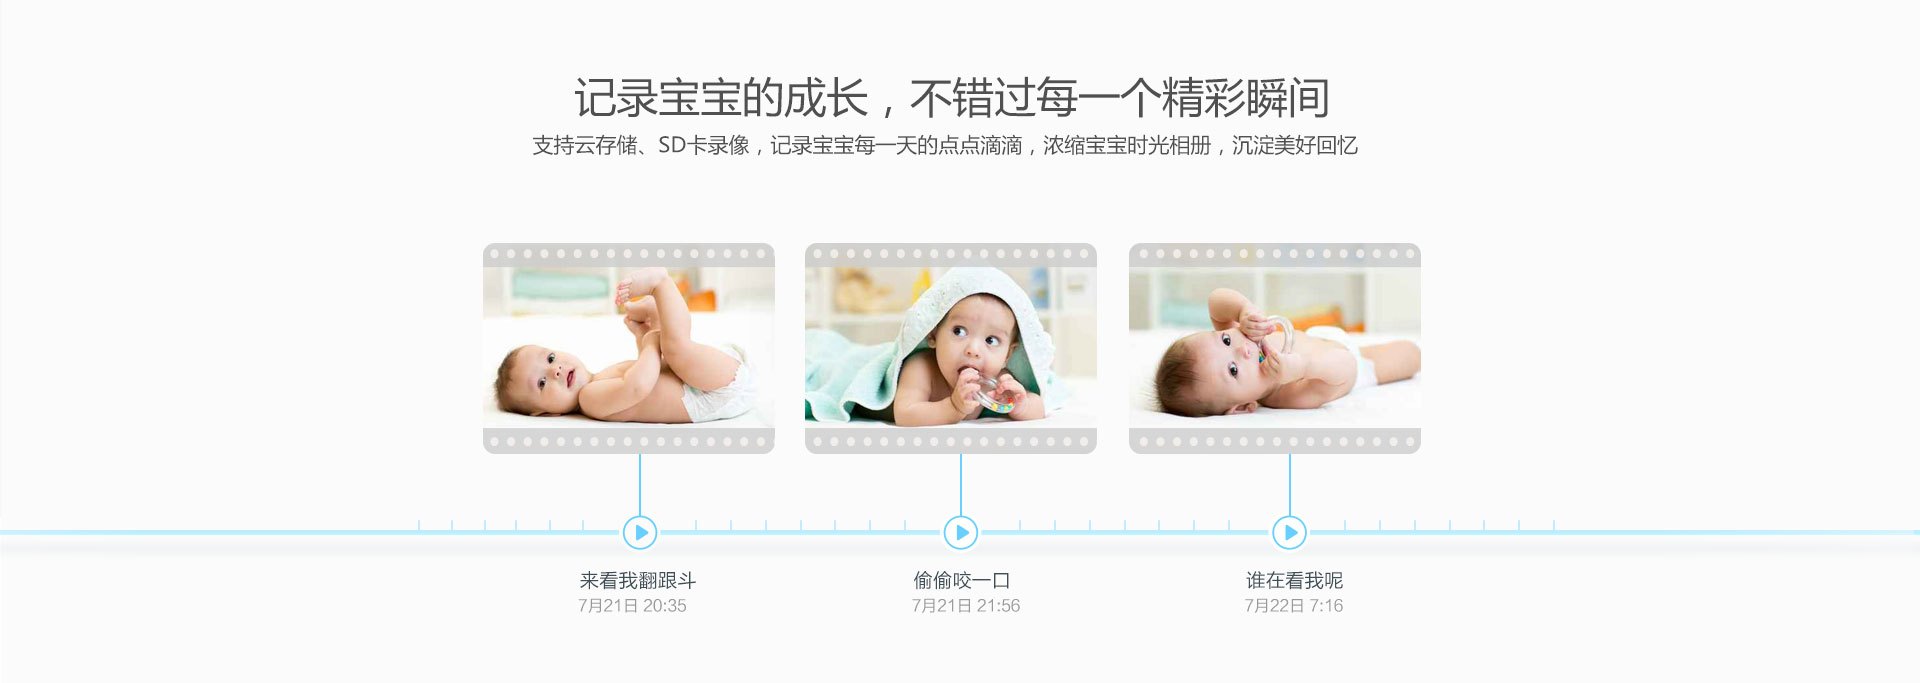 记录宝宝的成长，不错过每一个精彩瞬间
支持云存储、SD卡录像，记录宝宝每一天的点点滴滴，浓缩宝宝时光相册，沉淀美好回忆
来看我翻跟斗
7月21日 20:35
偷偷咬一口
7月21日 21:56
谁在看我呢
7月22日 7:16